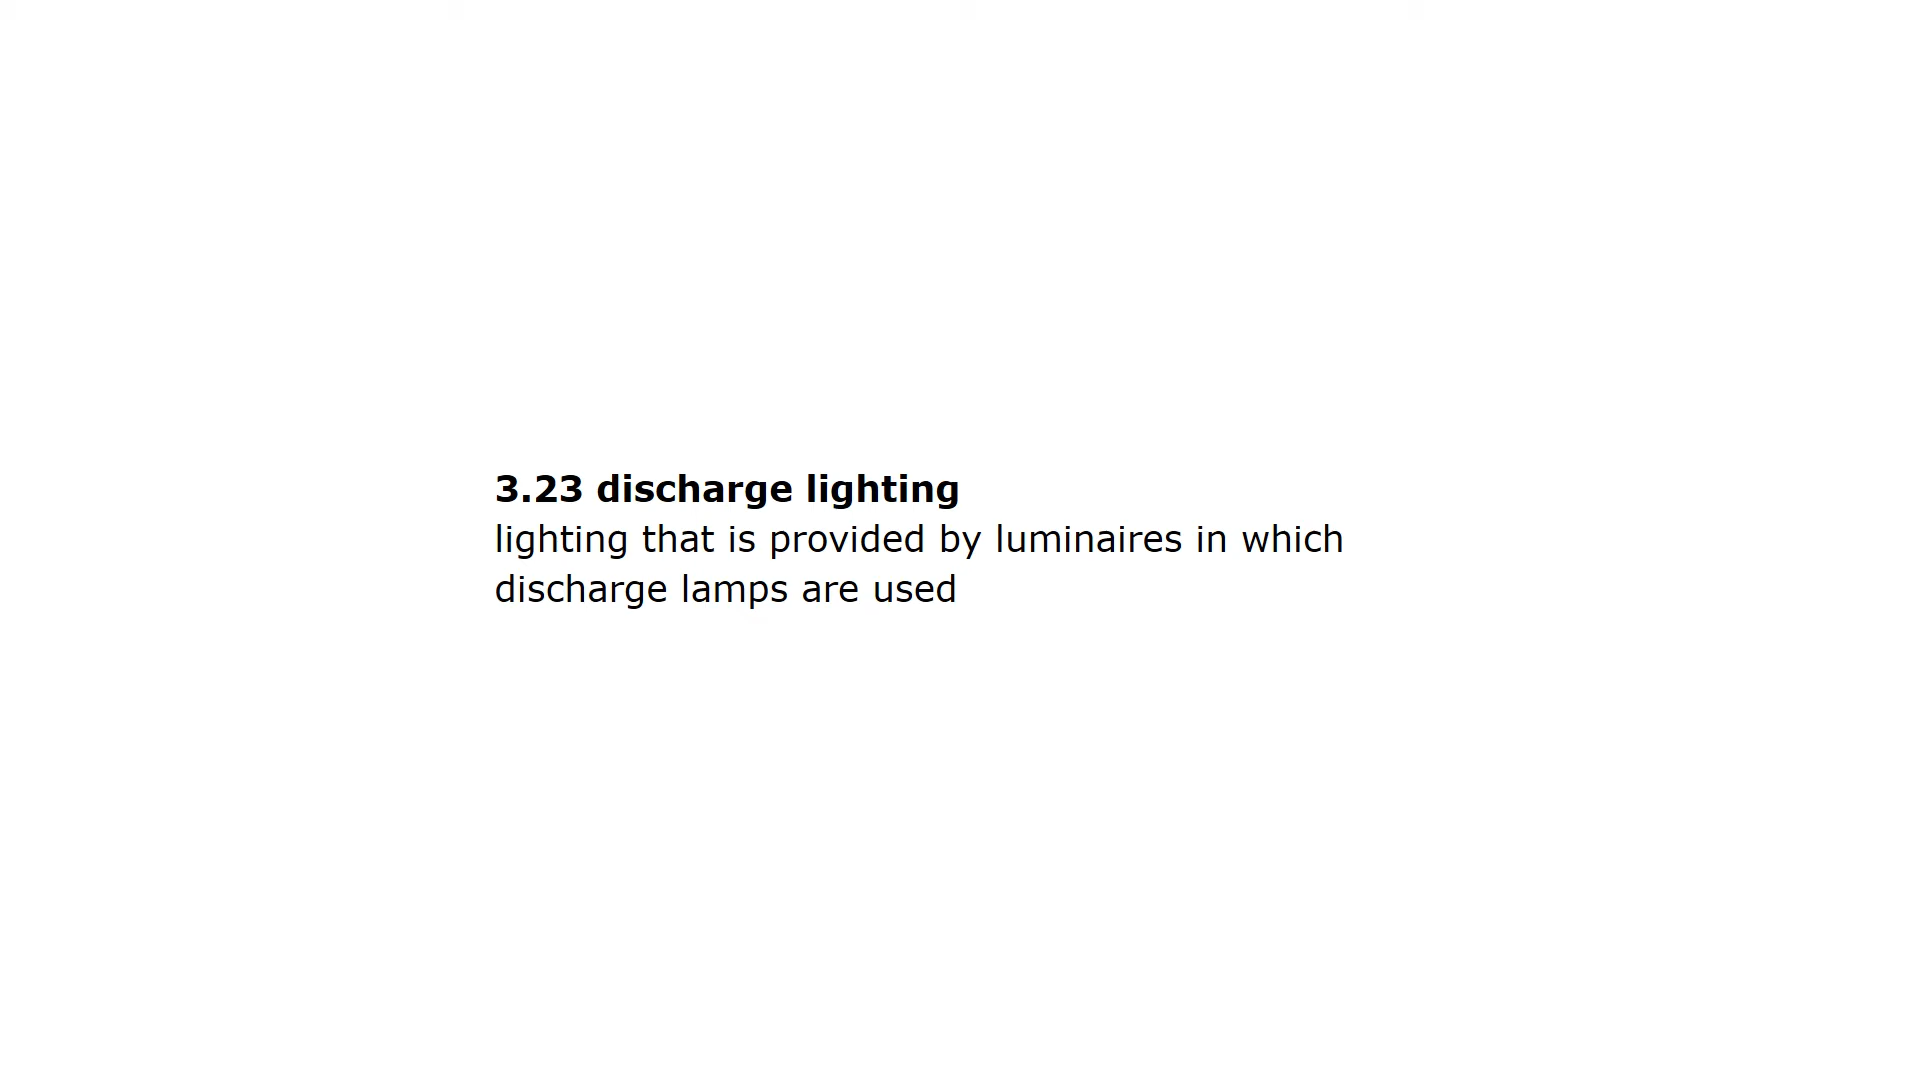 3.23 discharge lighting
lighting that is provided by luminaires in which
discharge lamps are used